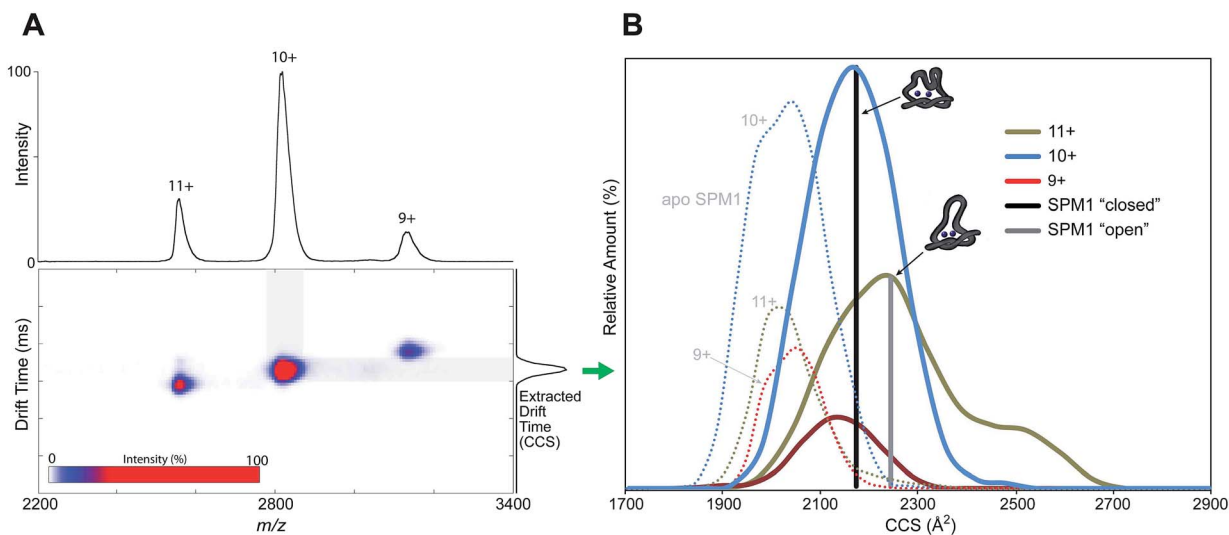 A
10+
100
Intensity
11+
9+
0
Drift Time (ms)
Extracted
Drift
Time
(CCS)
0 Intensity (%) 100
2200 2800 3400
m/z
B
10+
apo SPM1
11+
9+
Relative Amount (%)
11+
10+
9+
SPM1 “closed”
SPM1 “open”
1700 1900 2100 2300 2500 2700 2900
CCS (Å²)